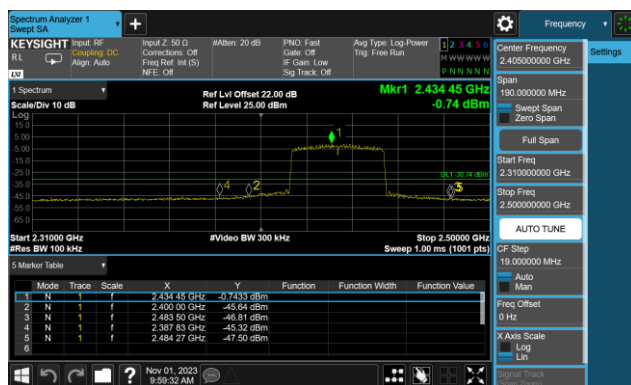 Spectrum Analyzer 1
Swept SA
Frequency
KEYSIGHT
Input: RF
R L
Coupling: DC
Align: Auto
Input Z: 50 Ω
Corrections: Off
Freq Ref: Int (S)
NFE: Off
#Atten: 20 dB
PNO: Fast
Gate: Off
IF Gain: Low
Sig Track: Off
Avg Type: Log-Power
Trig: Free Run
1 2 3 4 5 6
M W W W W W
P N N N N N
LXI
Settings
1 Spectrum
Scale/Div 10 dB
Ref Lvl Offset 22.00 dB
Ref Level 25.00 dBm
Mkr1 2.434 45 GHz
-0.74 dBm
Log
15.0
5.00
-5.00
-15.0
-25.0
-35.0
-45.0
-55.0
-65.0
1
DL1 -30.74 dBm
4
2
Start 2.31000 GHz
#Res BW 100 kHz
#Video BW 300 kHz
Stop 2.50000 GHz
Sweep 1.00 ms (1001 pts)
5 Marker Table
Mode Trace Scale X Y Function Function Width Function Value
1 N 1 f 2.434 45 GHz -0.7433 dBm
2 N 1 f 2.400 00 GHz -45.64 dBm
3 N 1 f 2.483 50 GHz -46.81 dBm
4 N 1 f 2.387 83 GHz -45.32 dBm
5 N 1 f 2.484 27 GHz -47.50 dBm
6
Center Frequency
2.405000000 GHz
Span
190.000000 MHz
Swept Span
Zero Span
Full Span
Start Freq
2.310000000 GHz
Stop Freq
2.500000000 GHz
AUTO TUNE
CF Step
19.000000 MHz
Auto
Man
Freq Offset
0 Hz
X Axis Scale
Log
Lin
Signal Track
Nov 01, 2023
9:59:32 AM